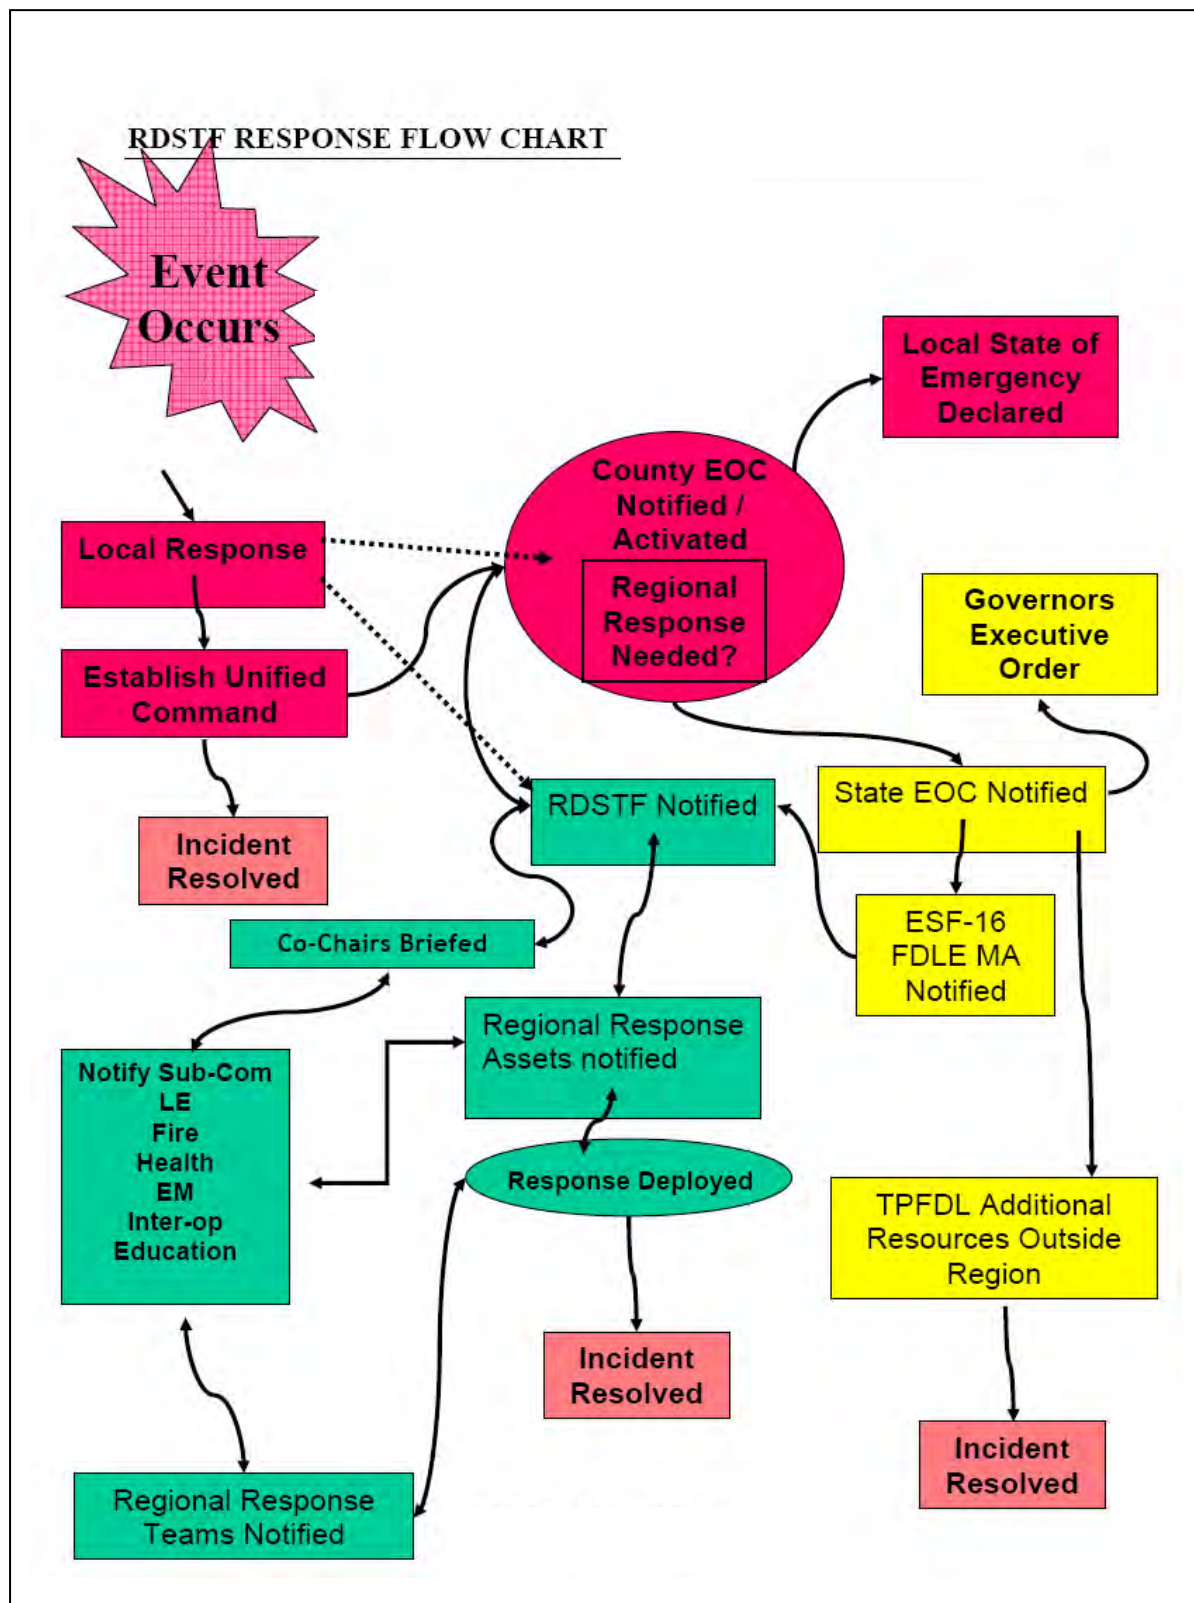 RDSTF RESPONSE FLOW CHART
Event
Occurs
Local State of
Emergency
Declared
County EOC
Notified /
Activated
Regional
Response
Needed?
Local Response
Governors
Executive
Order
Establish Unified
Command
RDSTF Notified
State EOC Notified
Incident
Resolved
Co-Chairs Briefed
ESF-16
FDLE MA
Notified
Regional Response
Assets notified
Notify Sub-Com
LE
Fire
Health
EM
Inter-op
Education
Response Deployed
TPFDL Additional
Resources Outside
Region
Incident
Resolved
Incident
Resolved
Regional Response
Teams Notified